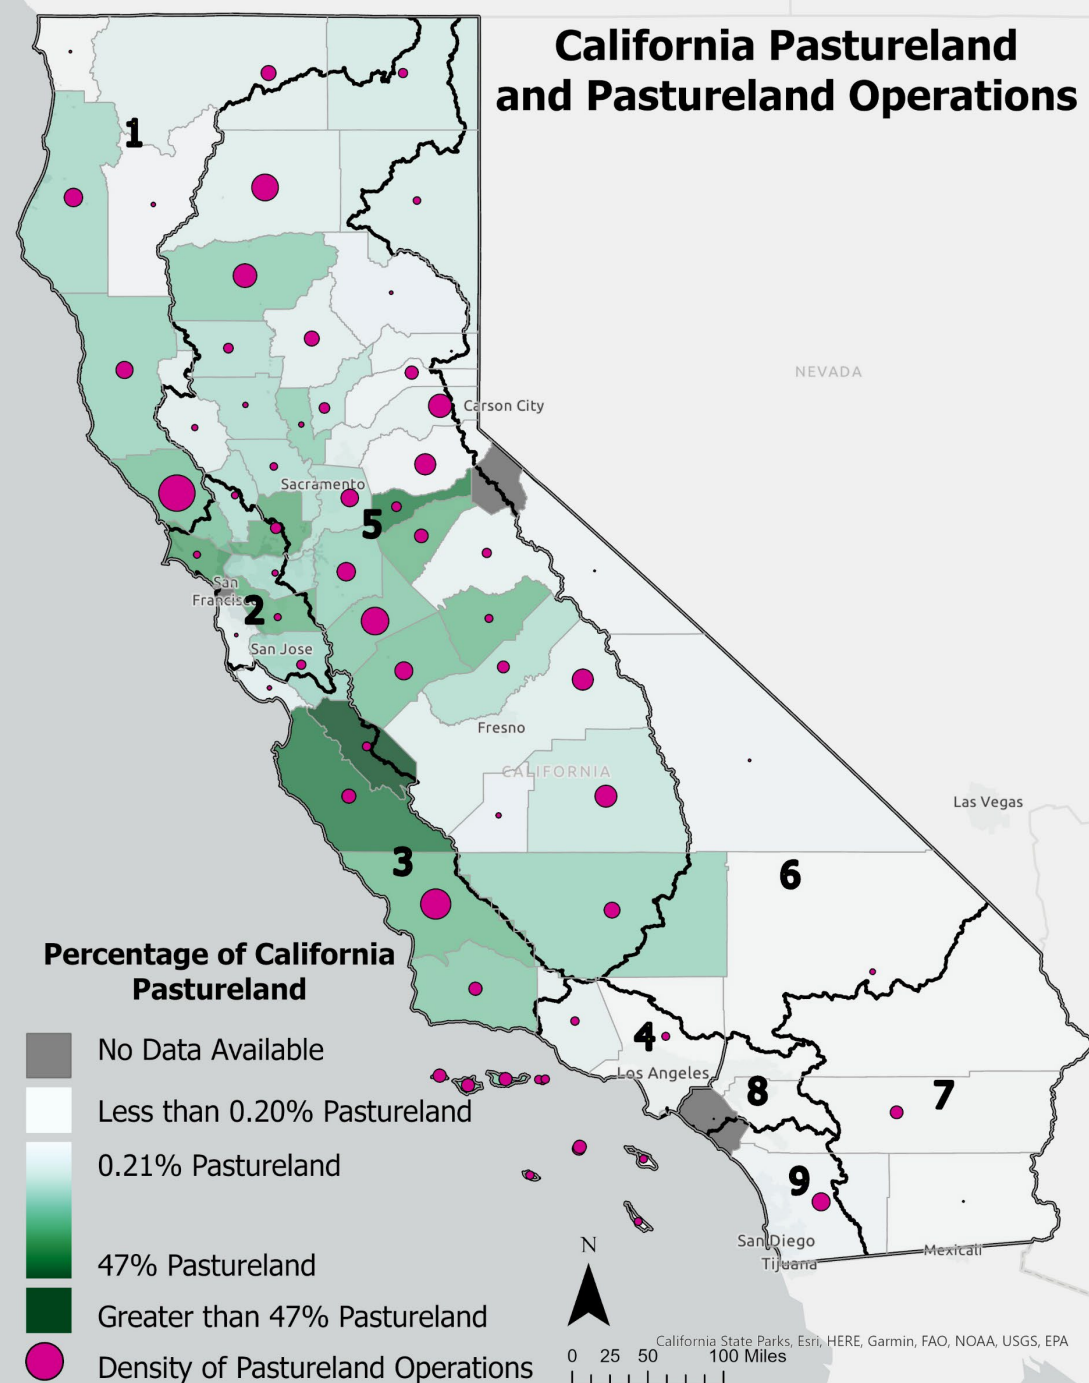 California Pastureland
and Pastureland Operations
1
NEVADA
Carson City
Sacramento
5
San
Francisc
2
San Jose
Fresno
CALIFORNIA
Las Vegas
3
6
Percentage of California
Pastureland
No Data Available
Less than 0.20% Pastureland
0.21% Pastureland
47% Pastureland
Greater than 47% Pastureland
Density of Pastureland Operations
4
Los Angeles
8
7
9
San Diego
Tijuana
Mexicali
N
California State Parks, Esri, HERE, Garmin, FAO, NOAA, USGS, EPA
0 25 50 100 Miles